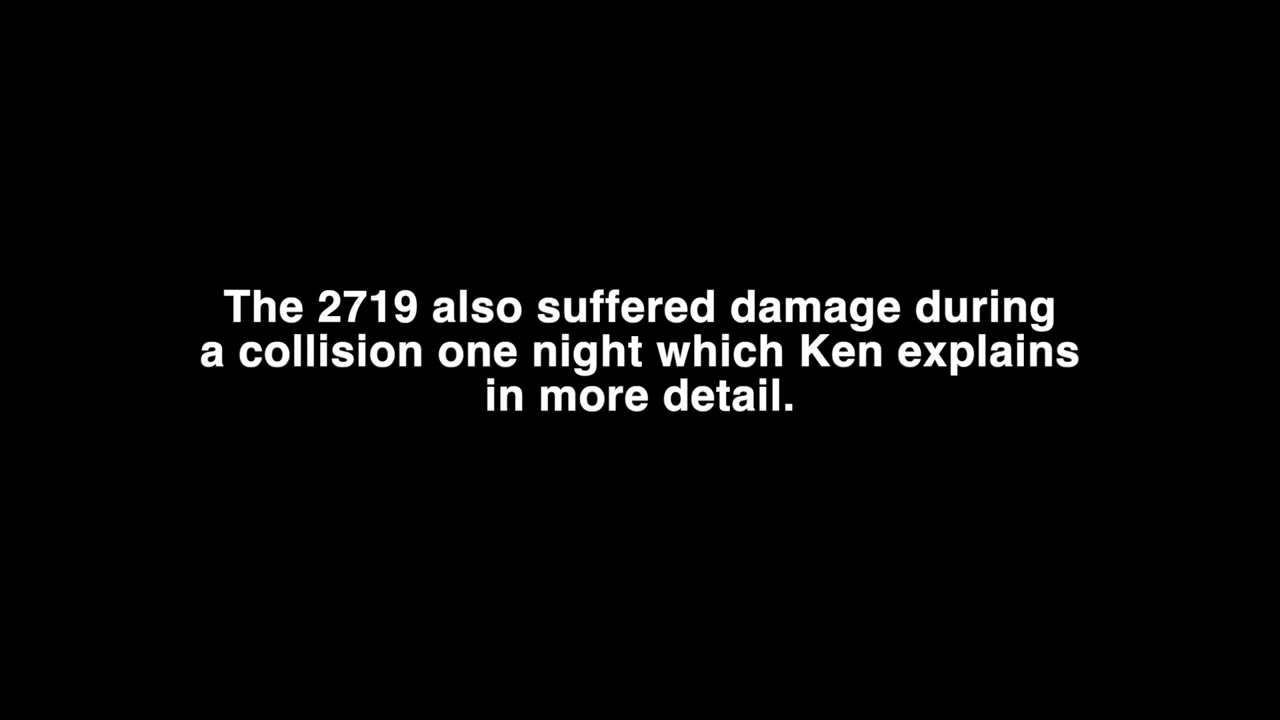 The 2719 also suffered damage during
a collision one night which Ken explains
in more detail.